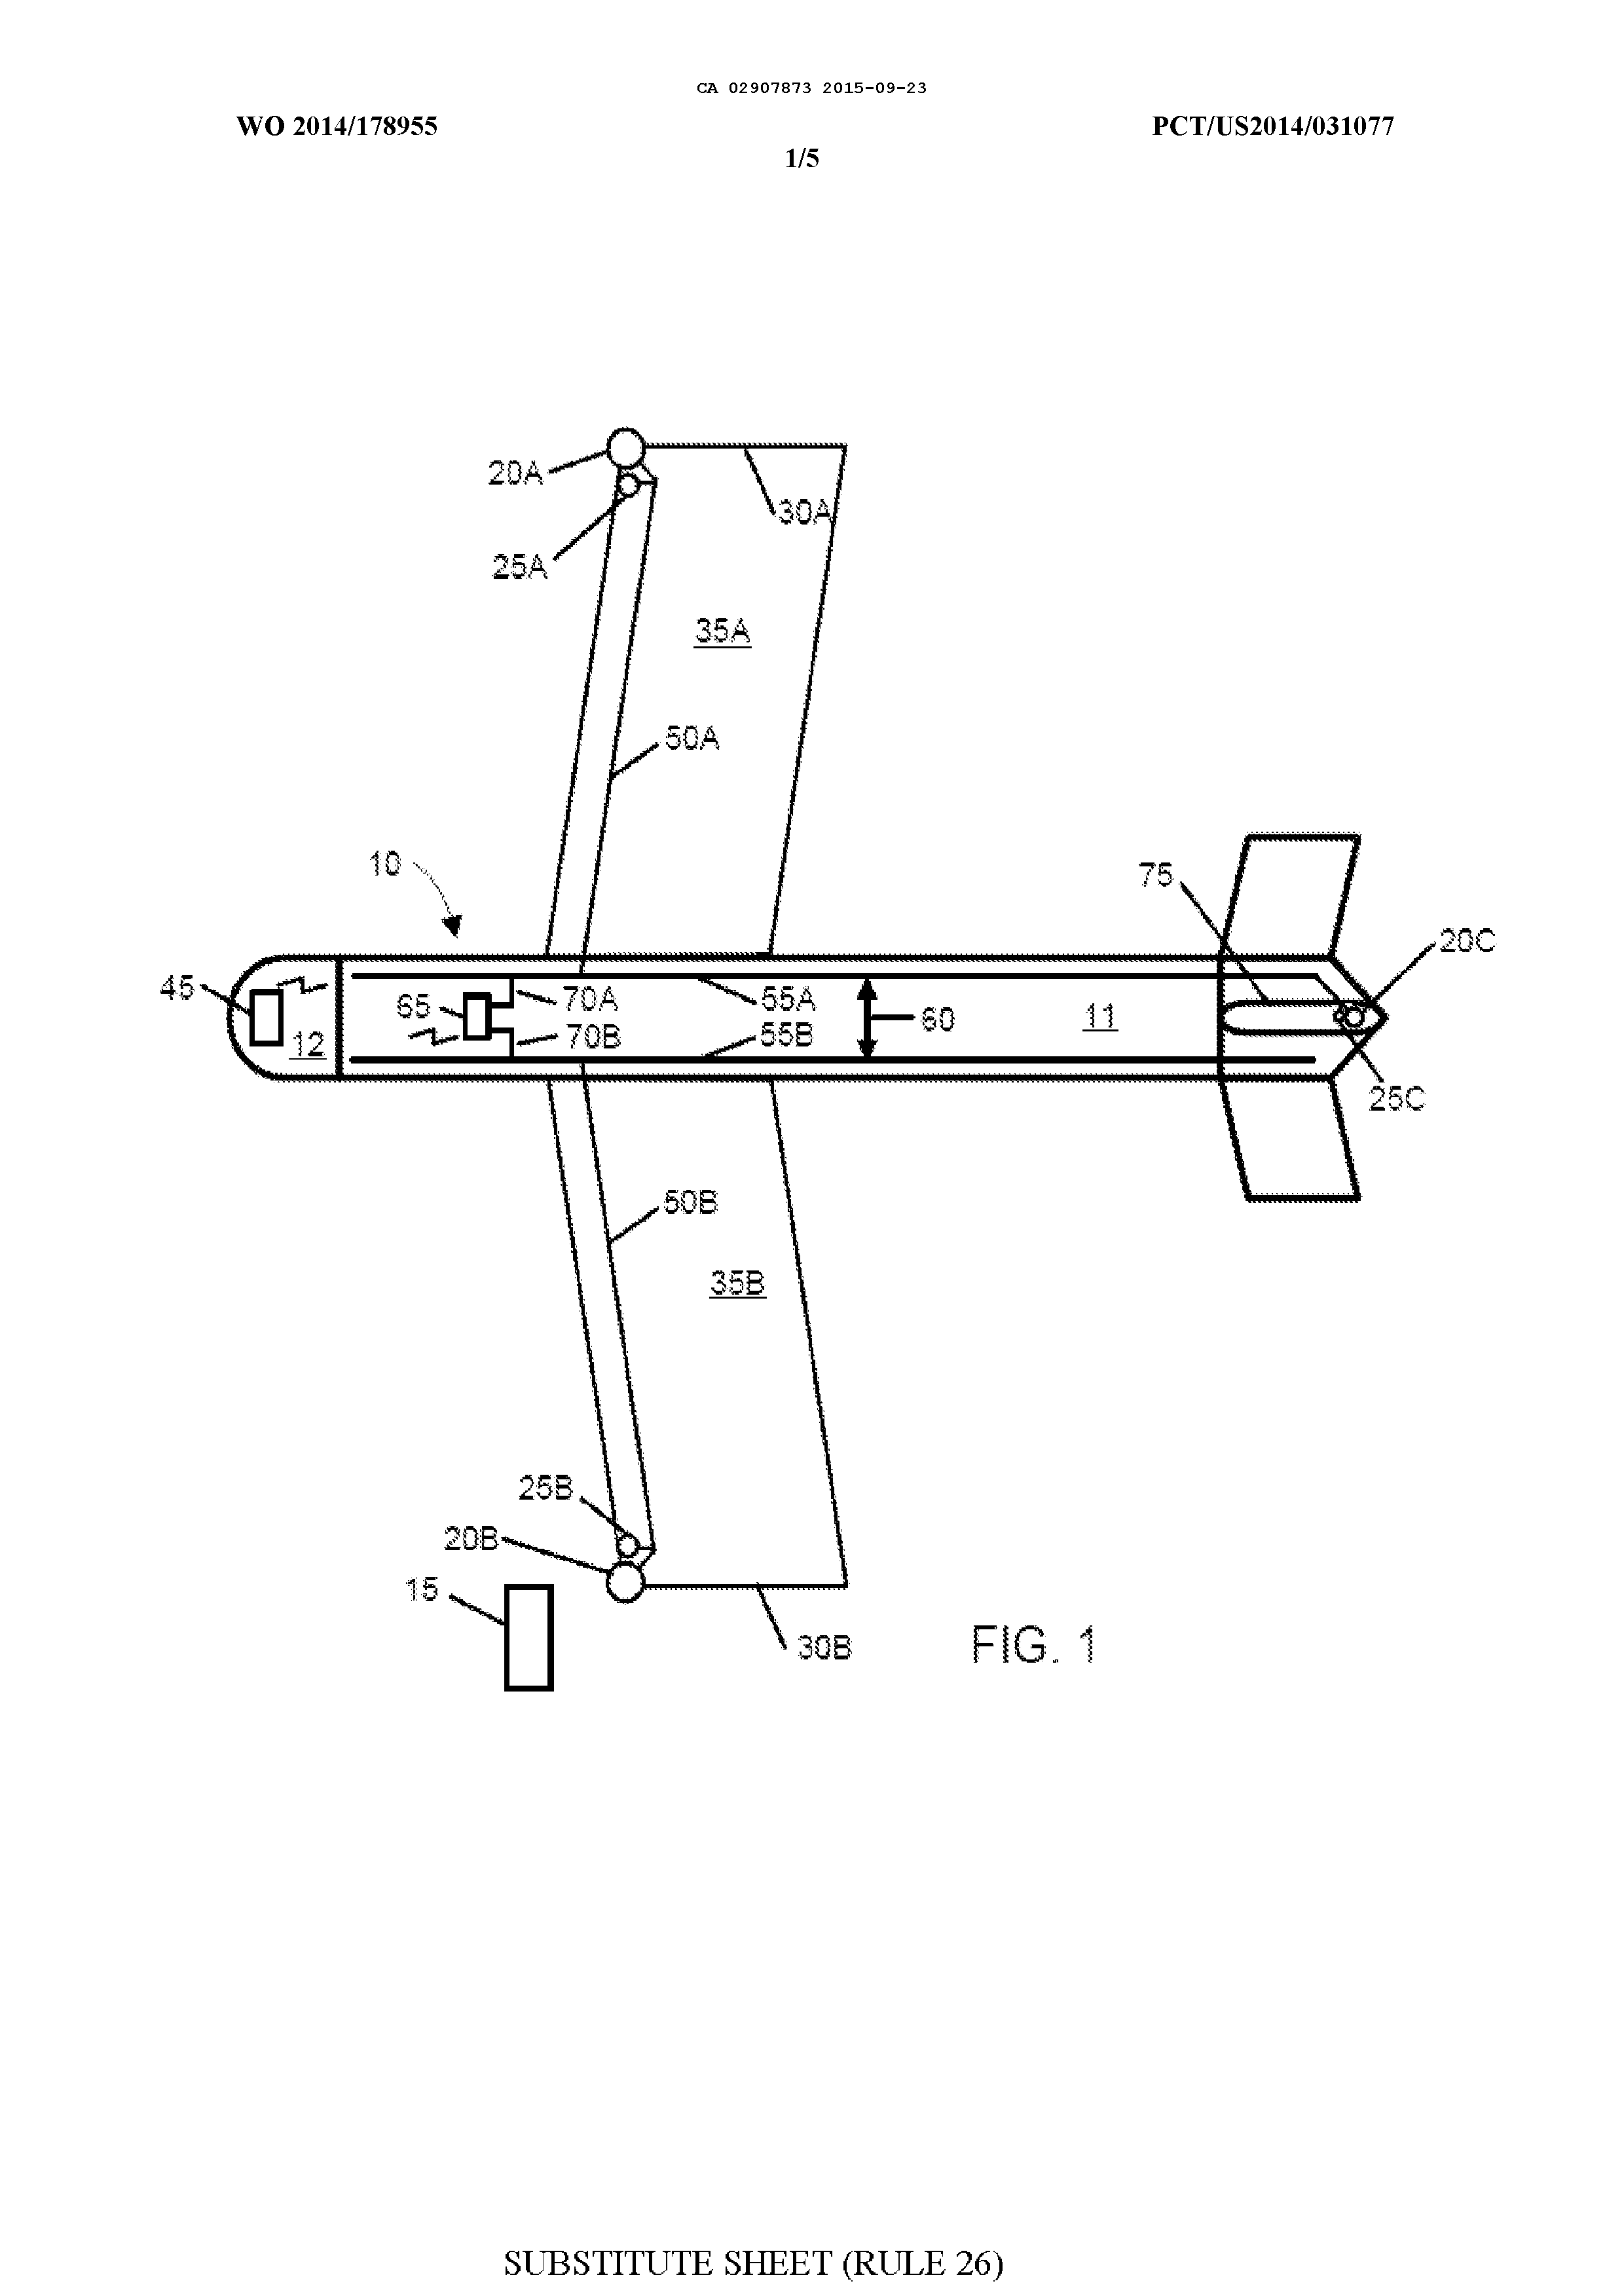 CA 02907873 2015-09-23
WO 2014/178955
PCT/US2014/031077
1/5
20A
30A
25A
35A
50A
10
75
20C
45
65
70A
55A
60
11
12
70B
55B
25C
50B
35B
25B
20B
15
30B
FIG. 1
SUBSTITUTE SHEET (RULE 26)